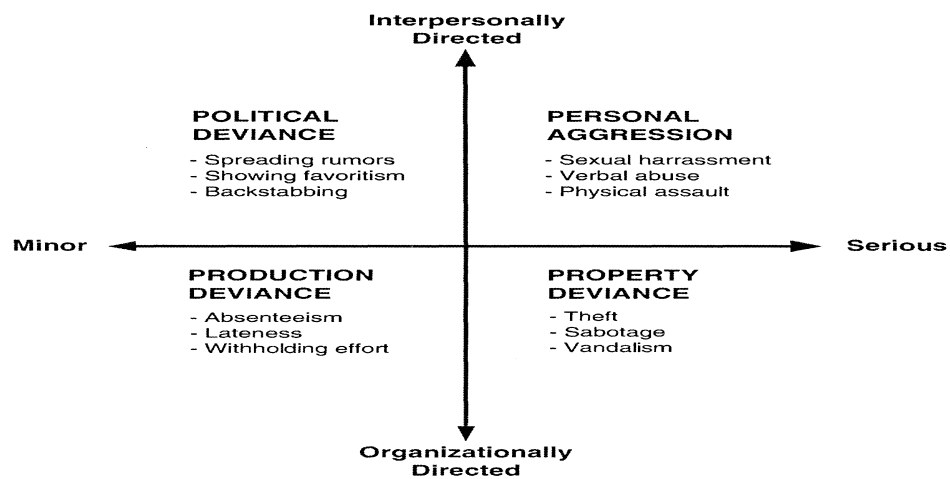 Interpersonally
Directed
POLITICAL
DEVIANCE
- Spreading rumors
- Showing favoritism
- Backstabbing
PERSONAL
AGGRESSION
- Sexual harrassment
- Verbal abuse
- Physical assault
Minor
Serious
PRODUCTION
DEVIANCE
- Absenteeism
- Lateness
- Withholding effort
PROPERTY
DEVIANCE
- Theft
- Sabotage
- Vandalism
Organizationally
Directed